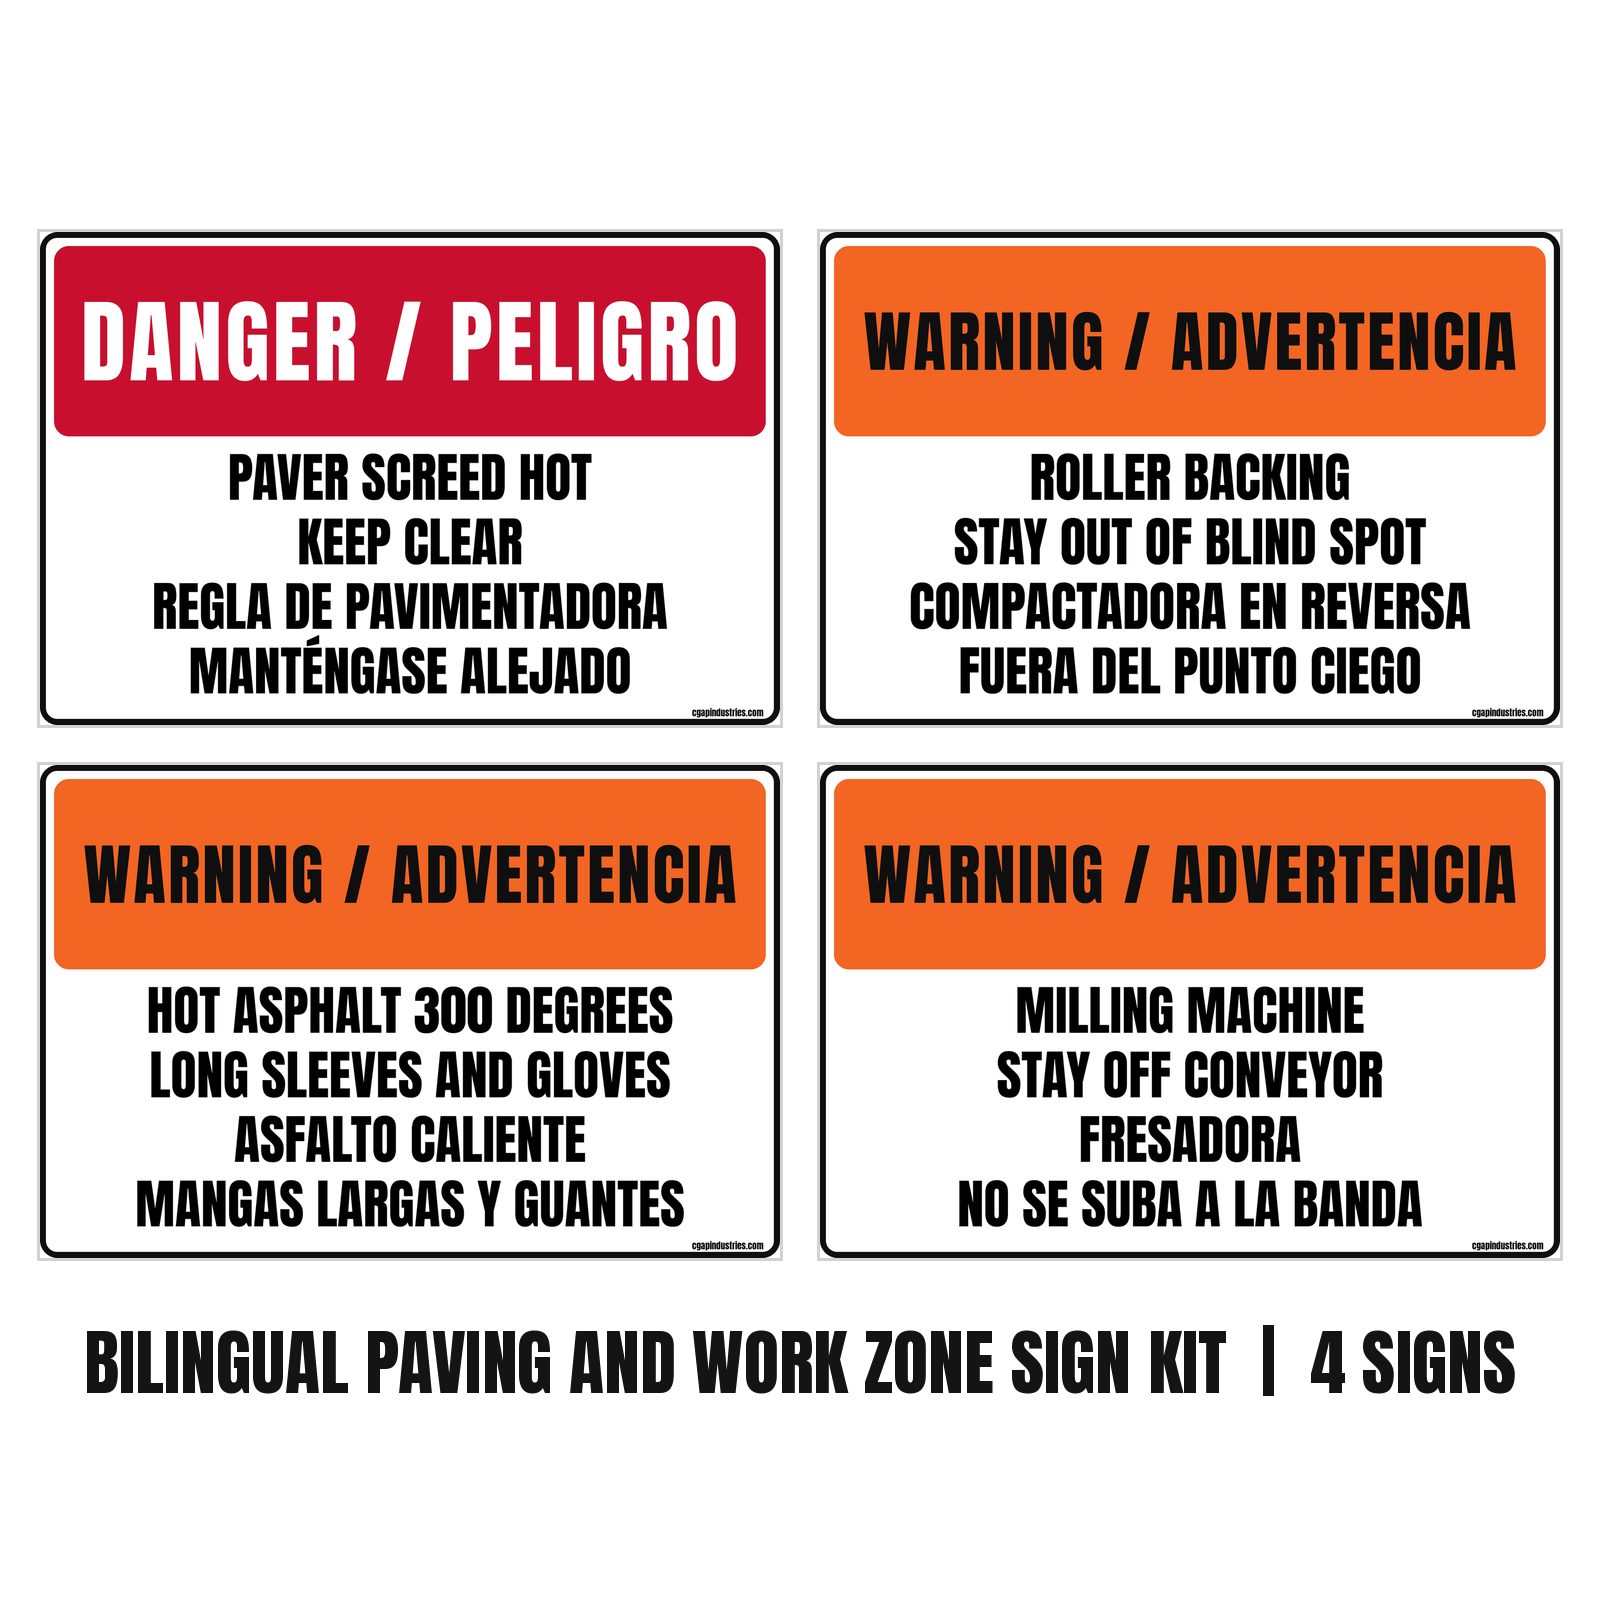 DANGER / PELIGRO
PAVER SCREED HOT
KEEP CLEAR
REGLA DE PAVIMENTADORA
MANTÉNGASE ALEJADO
cgapindustries.com
WARNING / ADVERTENCIA
ROLLER BACKING
STAY OUT OF BLIND SPOT
COMPACTADORA EN REVERSA
FUERA DEL PUNTO CIEGO
cgapindustries.com
WARNING / ADVERTENCIA
HOT ASPHALT 300 DEGREES
LONG SLEEVES AND GLOVES
ASFALTO CALIENTE
MANGAS LARGAS Y GUANTES
cgapindustries.com
WARNING / ADVERTENCIA
MILLING MACHINE
STAY OFF CONVEYOR
FRESADORA
NO SE SUBA A LA BANDA
cgapindustries.com
BILINGUAL PAVING AND WORK ZONE SIGN KIT | 4 SIGNS